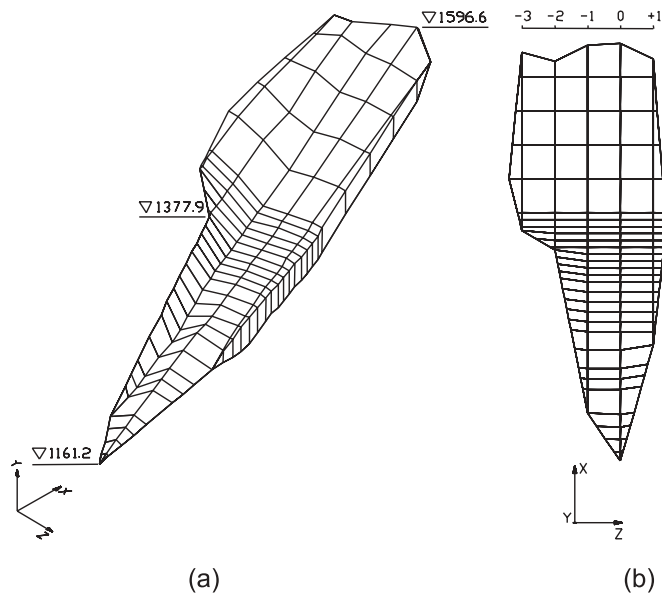 ▽1596.6
-3 -2 -1 0 +1
▽1377.9
▽1161.2
Y
X
Z
X
Y
Z
(a)
(b)